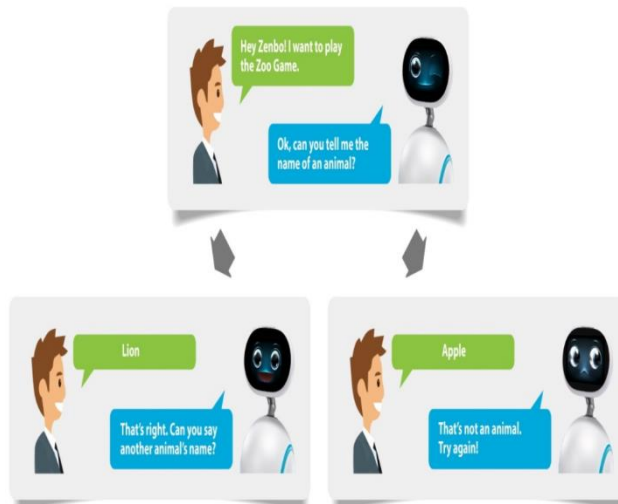 Hey Zenbo! I want to play
the Zoo Game.
Ok, can you tell me the
name of an animal?
Lion
That's right. Can you say
another animal's name?
Apple
That's not an animal.
Try again!